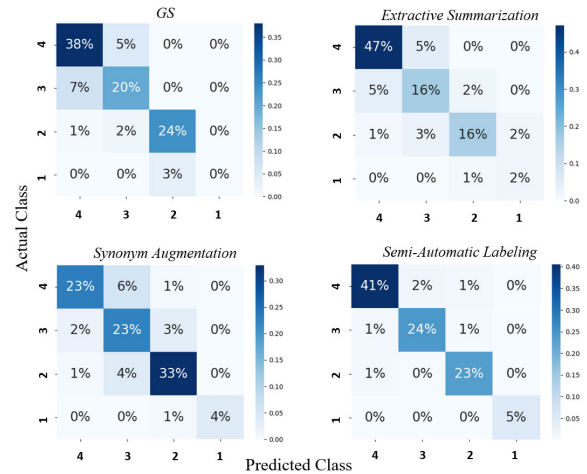 GS
4 38% 5% 0% 0%
3 7% 20% 0% 0%
2 1% 2% 24% 0%
1 0% 0% 3% 0%
4 3 2 1
0.35
0.30
0.25
0.20
0.15
0.10
0.05
0.00
Extractive Summarization
4 47% 5% 0% 0%
3 5% 16% 2% 0%
2 1% 3% 16% 2%
1 0% 0% 1% 2%
4 3 2 1
0.4
0.3
0.2
0.1
0.0
Actual Class
Synonym Augmentation
4 23% 6% 1% 0%
3 2% 23% 3% 0%
2 1% 4% 33% 0%
1 0% 0% 1% 4%
4 3 2 1
0.30
0.25
0.20
0.15
0.10
0.05
0.00
Semi-Automatic Labeling
4 41% 2% 1% 0%
3 1% 24% 1% 0%
2 1% 0% 23% 0%
1 0% 0% 0% 5%
4 3 2 1
0.40
0.35
0.30
0.25
0.20
0.15
0.10
0.05
Predicted Class